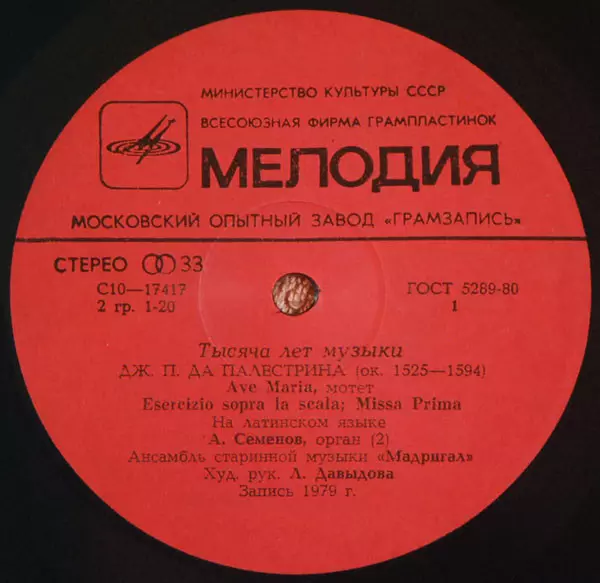 МИНИСТЕРСТВО КУЛЬТУРЫ СССР
ВСЕСОЮЗНАЯ ФИРМА ГРАМПЛАСТИНОК
МЕЛОДИЯ
МОСКОВСКИЙ ОПЫТНЫЙ ЗАВОД «ГРАМЗАПИСЬ»
СТЕРЕО 33
С10—17417
2 гр. 1-20
ГОСТ 5289-80
1
Тысяча лет музыки
ДЖ. П. ДА ПАЛЕСТРИНА (ок. 1525—1594)
Ave Maria, мотет
Esercizio sopra la scala; Missa Prima
На латинском языке
А. Семенов, орган (2)
Ансамбль старинной музыки «Мадригал»
Худ. рук. Л. Давыдова
Запись 1979 г.